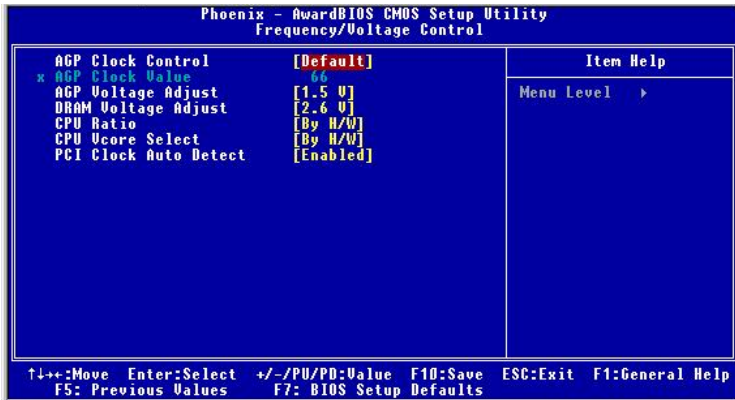 Phoenix - AwardBIOS CMOS Setup Utility
Frequency/Voltage Control
AGP Clock Control [Default]
x AGP Clock Value 66
AGP Voltage Adjust [1.5 V]
DRAM Voltage Adjust [2.6 V]
CPU Ratio [By H/W]
CPU Vcore Select [By H/W]
PCI Clock Auto Detect [Enabled]
Item Help
Menu Level ▸
↑↓→←:Move Enter:Select +/-/PU/PD:Value F10:Save ESC:Exit F1:General Help
F5: Previous Values F7: BIOS Setup Defaults